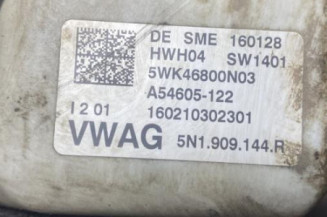 DE SME 160128
HWH04 SW1401
5WK46800N03
A54605-122
I 2 01 160210302301
VWAG 5N1.909.144.R